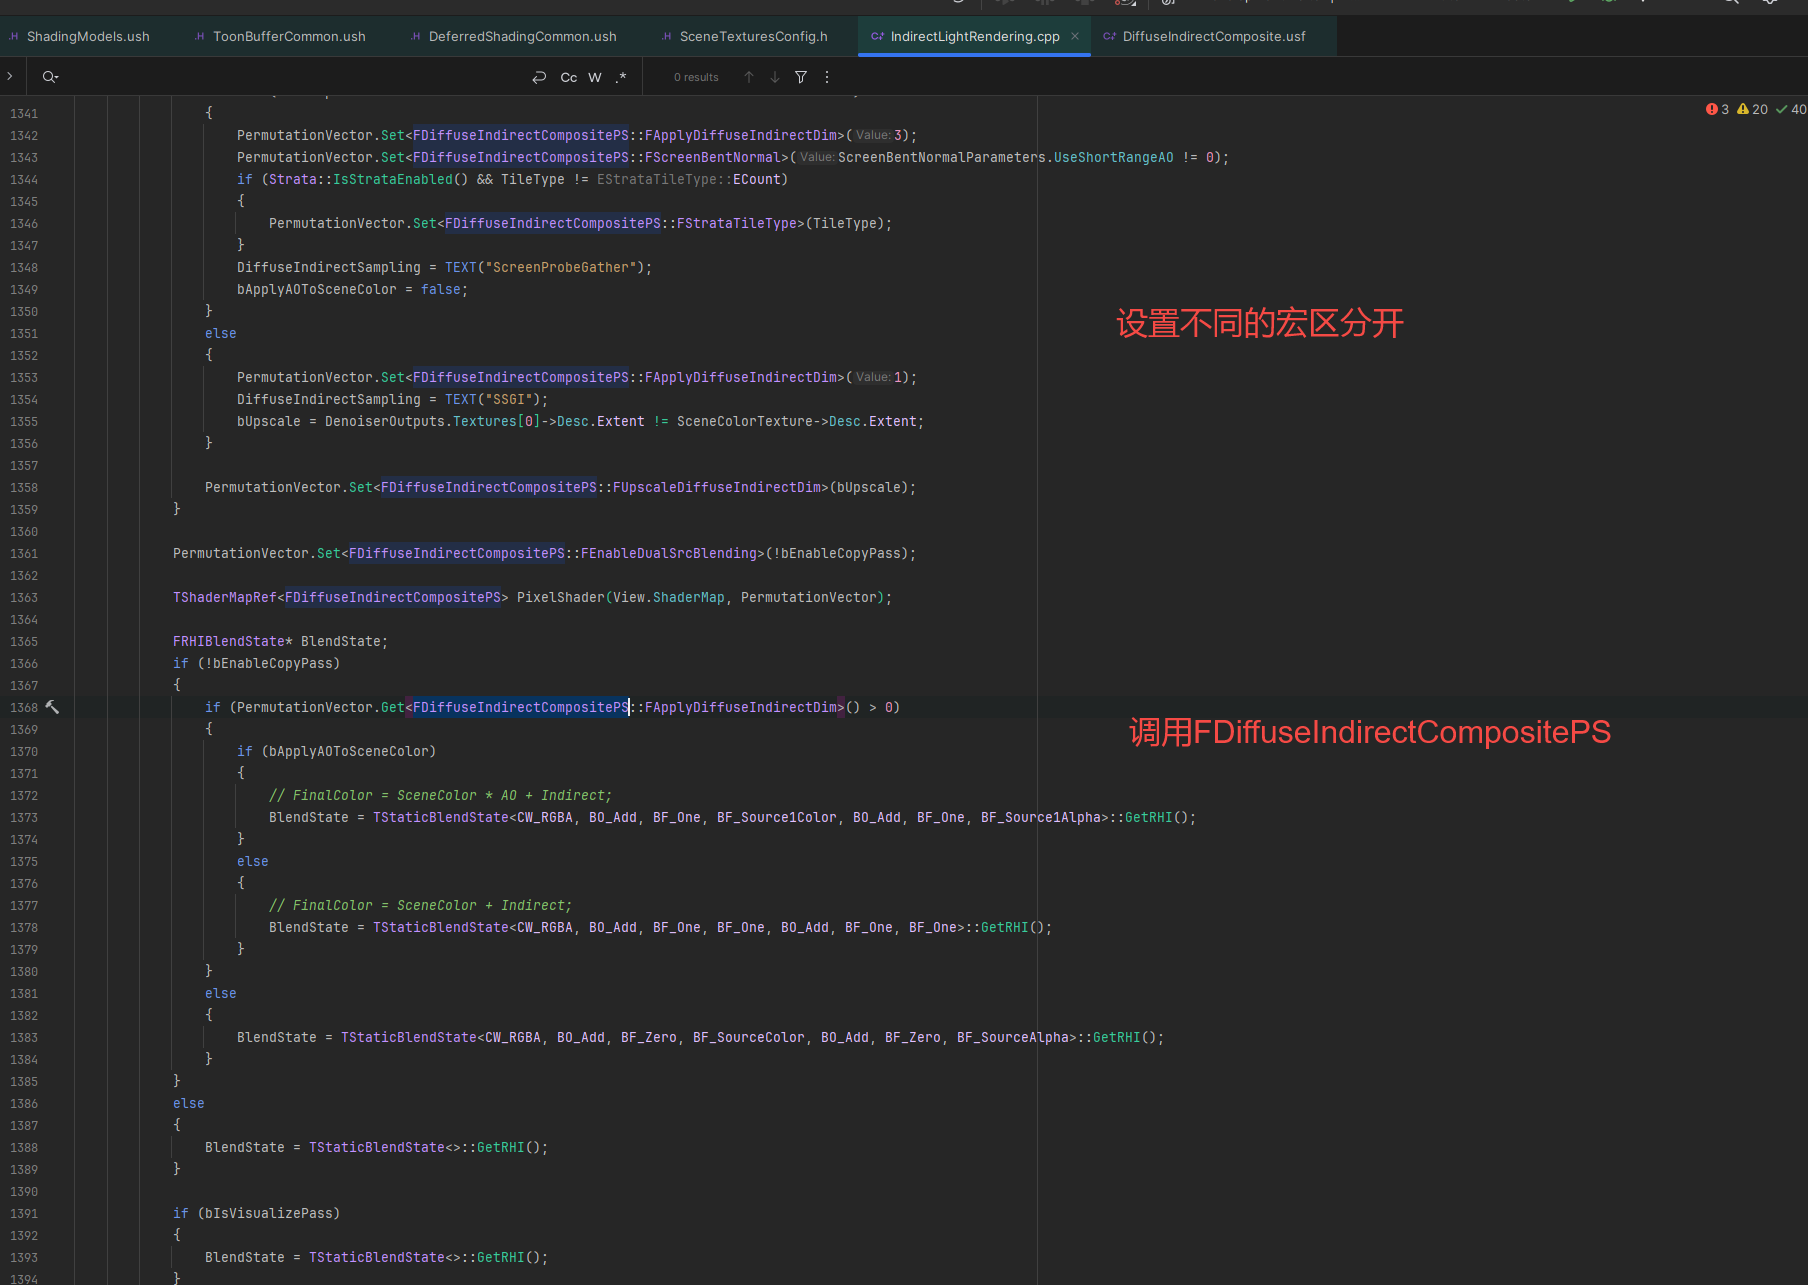 ShadingModels.ush ToonBufferCommon.ush DeferredShadingCommon.ush SceneTexturesConfig.h IndirectLightRendering.cpp DiffuseIndirectComposite.usf
Cc W .* 0 results
3 20 40
1341 {
1342 PermutationVector.Set<FDiffuseIndirectCompositePS::FApplyDiffuseIndirectDim>( Value: 3);
1343 PermutationVector.Set<FDiffuseIndirectCompositePS::FScreenBentNormal>( Value: ScreenBentNormalParameters.UseShortRangeAO != 0);
1344 if (Strata::IsStrataEnabled() && TileType != EStrataTileType::ECount)
1345 {
1346 PermutationVector.Set<FDiffuseIndirectCompositePS::FStrataTileType>(TileType);
1347 }
1348 DiffuseIndirectSampling = TEXT("ScreenProbeGather");
1349 bApplyAOToSceneColor = false;
1350 }
设置不同的宏区分开
1351 else
1352 {
1353 PermutationVector.Set<FDiffuseIndirectCompositePS::FApplyDiffuseIndirectDim>( Value: 1);
1354 DiffuseIndirectSampling = TEXT("SSGI");
1355 bUpscale = DenoiserOutputs.Textures[0]->Desc.Extent != SceneColorTexture->Desc.Extent;
1356 }
1357
1358 PermutationVector.Set<FDiffuseIndirectCompositePS::FUpscaleDiffuseIndirectDim>(bUpscale);
1359 }
1360
1361 PermutationVector.Set<FDiffuseIndirectCompositePS::FEnableDualSrcBlending>(!bEnableCopyPass);
1362
1363 TShaderMapRef<FDiffuseIndirectCompositePS> PixelShader(View.ShaderMap, PermutationVector);
1364
1365 FRHIBlendState* BlendState;
1366 if (!bEnableCopyPass)
1367 {
1368 if (PermutationVector.Get<FDiffuseIndirectCompositePS::FApplyDiffuseIndirectDim>() > 0)
1369 {
调用FDiffuseIndirectCompositePS
1370 if (bApplyAOToSceneColor)
1371 {
1372 // FinalColor = SceneColor * AO + Indirect;
1373 BlendState = TStaticBlendState<CW_RGBA, BO_Add, BF_One, BF_Source1Color, BO_Add, BF_One, BF_Source1Alpha>::GetRHI();
1374 }
1375 else
1376 {
1377 // FinalColor = SceneColor + Indirect;
1378 BlendState = TStaticBlendState<CW_RGBA, BO_Add, BF_One, BF_One, BO_Add, BF_One, BF_One>::GetRHI();
1379 }
1380 }
1381 else
1382 {
1383 BlendState = TStaticBlendState<CW_RGBA, BO_Add, BF_Zero, BF_SourceColor, BO_Add, BF_Zero, BF_SourceAlpha>::GetRHI();
1384 }
1385 }
1386 else
1387 {
1388 BlendState = TStaticBlendState<>::GetRHI();
1389 }
1390
1391 if (bIsVisualizePass)
1392 {
1393 BlendState = TStaticBlendState<>::GetRHI();
1394 }